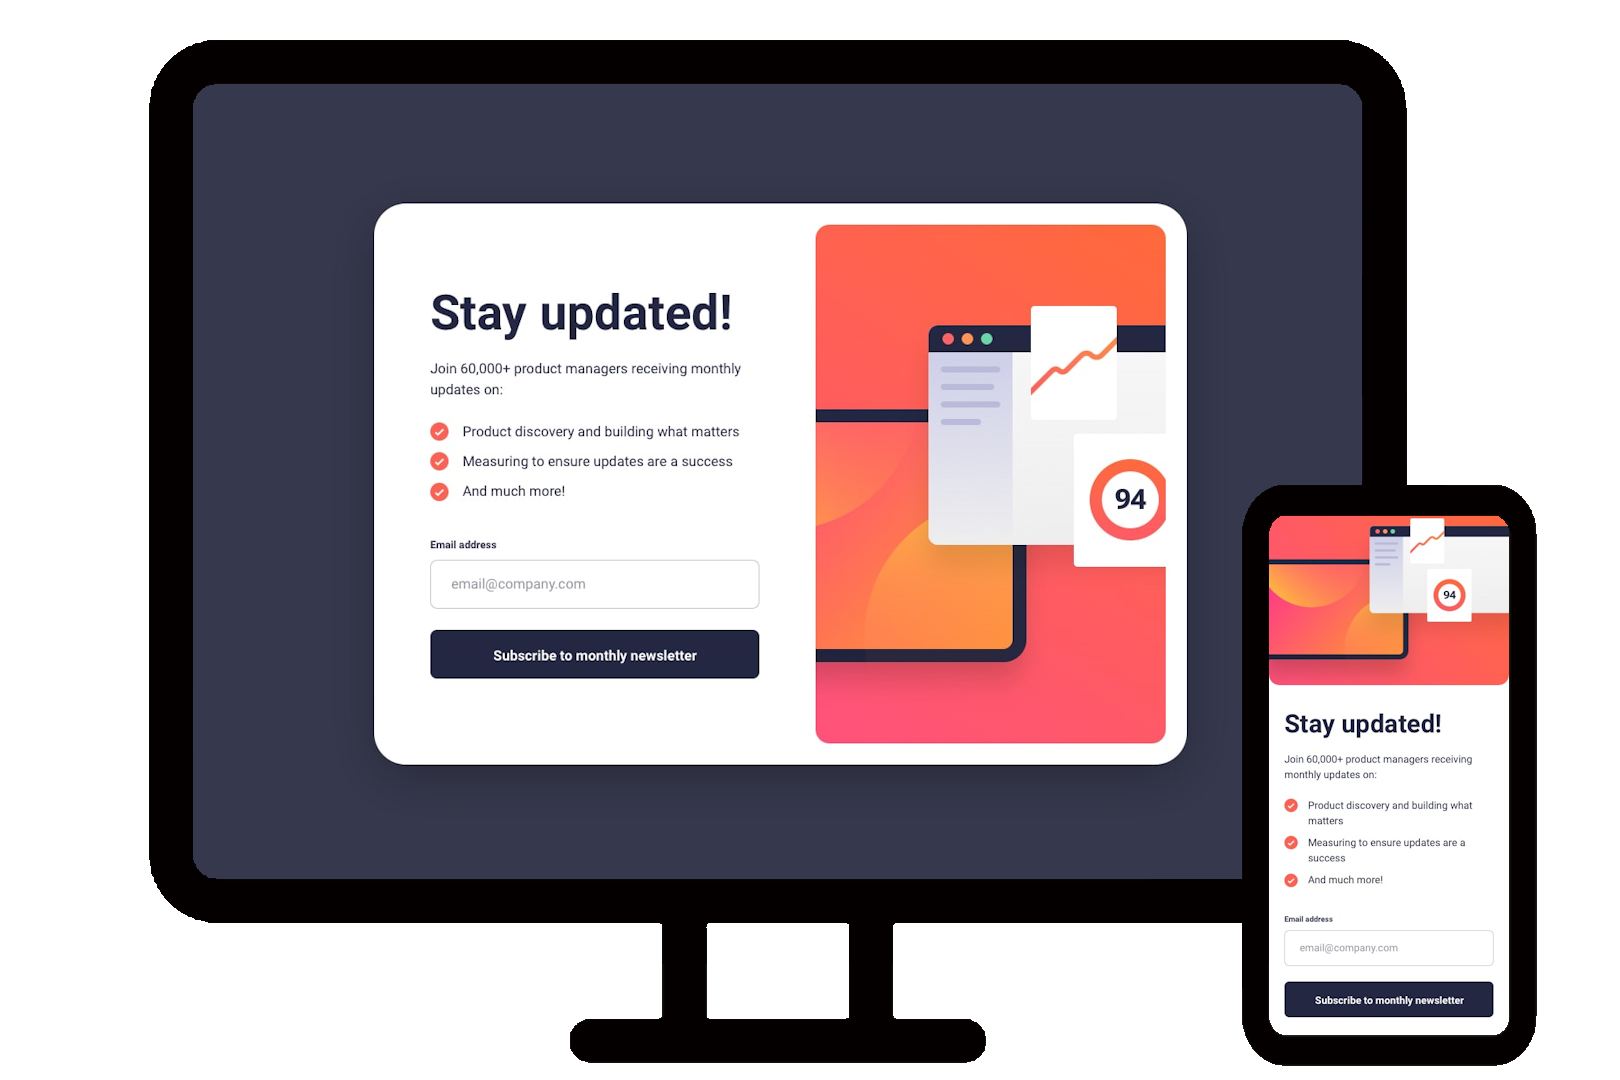 Stay updated!
Join 60,000+ product managers receiving monthly
updates on:
Product discovery and building what matters
Measuring to ensure updates are a success
And much more!
Email address
email@company.com
Subscribe to monthly newsletter
94
94
Stay updated!
Join 60,000+ product managers receiving
monthly updates on:
Product discovery and building what
matters
Measuring to ensure updates are a
success
And much more!
Email address
email@company.com
Subscribe to monthly newsletter